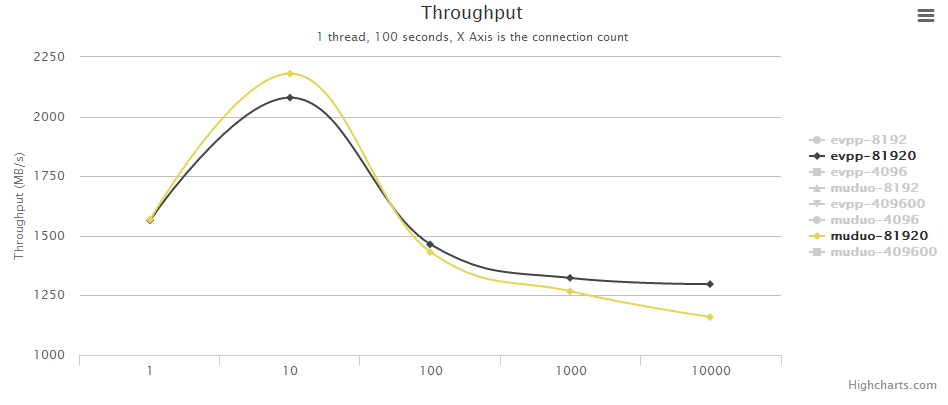 Throughput
1 thread, 100 seconds, X Axis is the connection count
Throughput (MB/s)
2250
2000
1750
1500
1250
1000
1
10
100
1000
10000
evpp-8192
evpp-81920
evpp-4096
muduo-8192
evpp-409600
muduo-4096
muduo-81920
muduo-409600
Highcharts.com